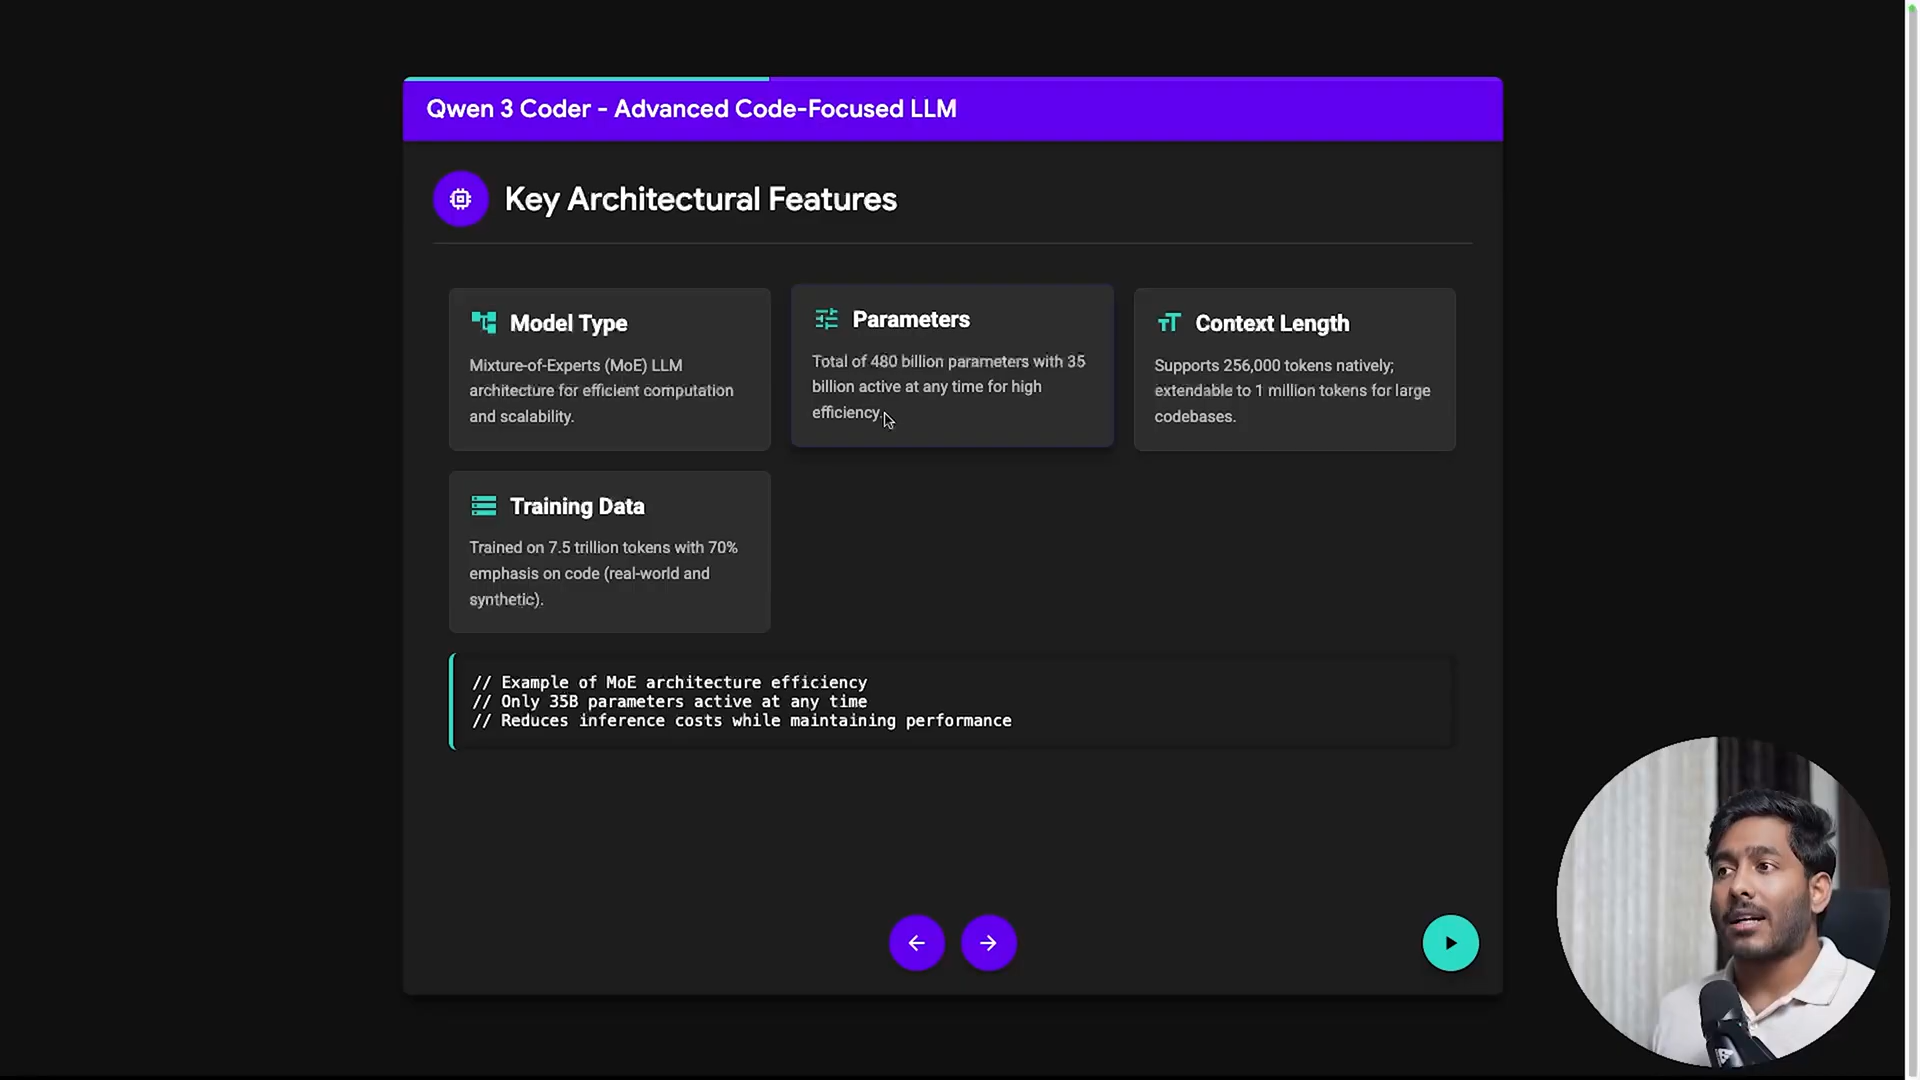 Qwen 3 Coder - Advanced Code-Focused LLM
Key Architectural Features
Model Type
Mixture-of-Experts (MoE) LLM
architecture for efficient computation
and scalability.
Parameters
Total of 480 billion parameters with 35
billion active at any time for high
efficiency.
Context Length
Supports 256,000 tokens natively;
extendable to 1 million tokens for large
codebases.
Training Data
Trained on 7.5 trillion tokens with 70%
emphasis on code (real-world and
synthetic).
// Example of MoE architecture efficiency
// Only 35B parameters active at any time
// Reduces inference costs while maintaining performance